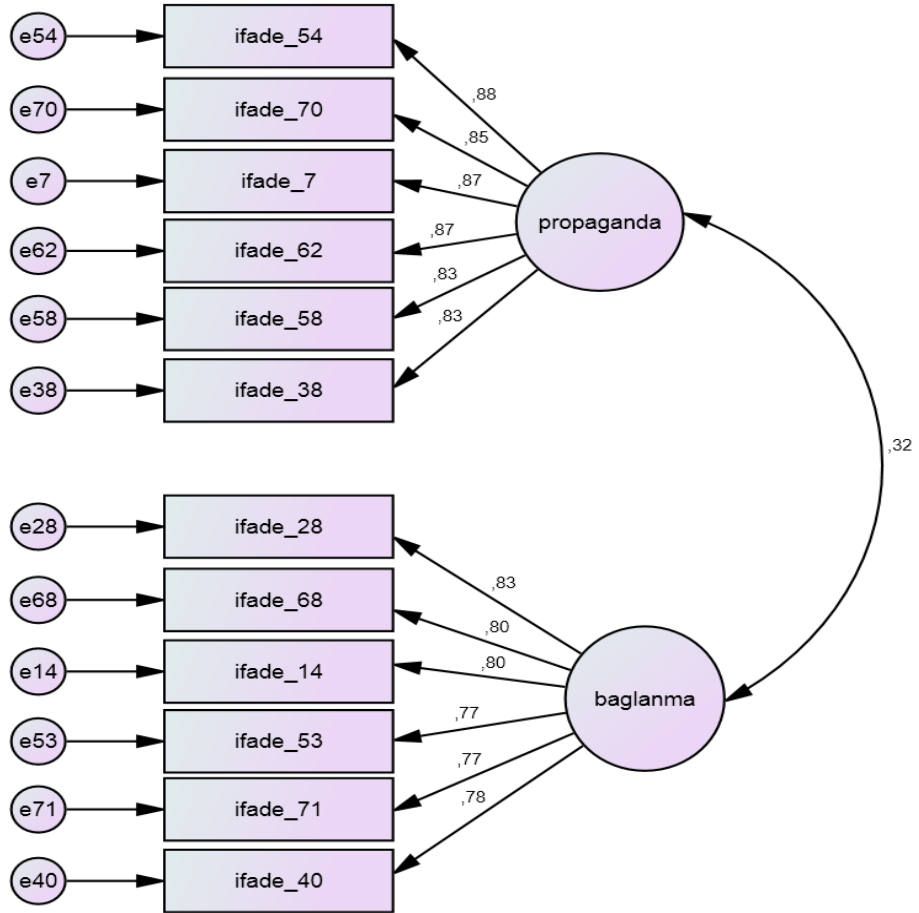 e54
ifade_54
,88
e70
ifade_70
,85
e7
ifade_7
,87
propaganda
e62
ifade_62
,87
e58
ifade_58
,83
e38
ifade_38
,83
,32
e28
ifade_28
,83
e68
ifade_68
,80
e14
ifade_14
,80
baglanma
e53
ifade_53
,77
e71
ifade_71
,77
e40
ifade_40
,78